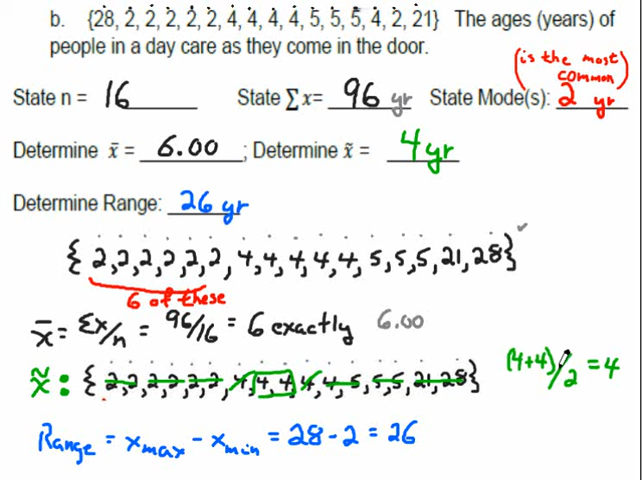 b. {28, 2, 2, 2, 2, 2, 4, 4, 4, 4, 5, 5, 5, 4, 2, 21} The ages (years) of
people in a day care as they come in the door.
(is the most common)
State n = 16 State ∑x= 96 yr State Mode(s): 2 yr
Determine x̄ = 6.00; Determine x̃ = 4yr
Determine Range: 26 yr
{2,2,2,2,2,2,4,4,4,4,4,5,5,5,21,28}
6 of these
x̄ = Σx/n = 96/16 = 6 exactly 6.00
x̃ : {2,2,2,2,2,2,4,4,4,4,4,5,5,5,21,28} (4+4)/2 = 4
Range = xmax - xmin = 28 - 2 = 26